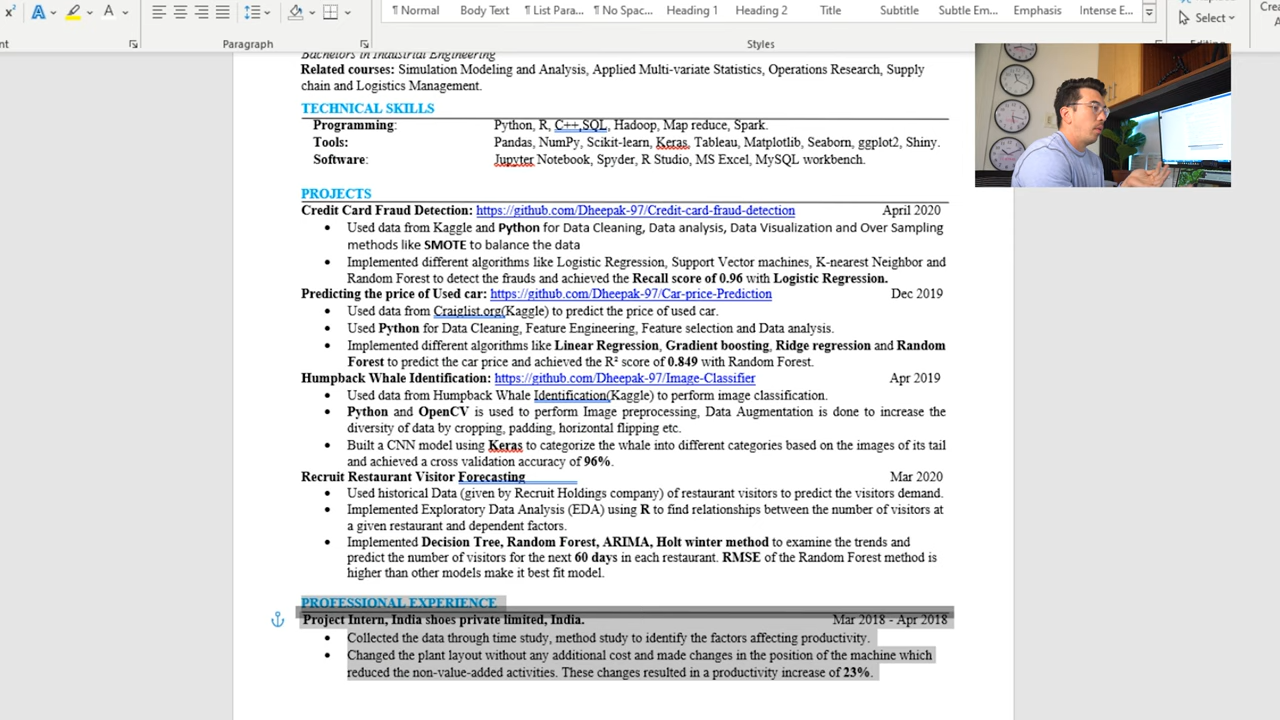 ¶ Normal Body Text ¶ List Para... ¶ No Spac... Heading 1 Heading 2 Title Subtitle Subtle Em... Emphasis Intense E...
Select
Paragraph Styles Editing
Bachelors in Industrial Engineering
Related courses: Simulation Modeling and Analysis, Applied Multi-variate Statistics, Operations Research, Supply
chain and Logistics Management.
TECHNICAL SKILLS
Programming: Python, R, C++,SQL, Hadoop, Map reduce, Spark.
Tools: Pandas, NumPy, Scikit-learn, Keras, Tableau, Matplotlib, Seaborn, ggplot2, Shiny.
Software: Jupyter Notebook, Spyder, R Studio, MS Excel, MySQL workbench.
PROJECTS
Credit Card Fraud Detection: https://github.com/Dheepak-97/Credit-card-fraud-detection April 2020
• Used data from Kaggle and Python for Data Cleaning, Data analysis, Data Visualization and Over Sampling
methods like SMOTE to balance the data
• Implemented different algorithms like Logistic Regression, Support Vector machines, K-nearest Neighbor and
Random Forest to detect the frauds and achieved the Recall score of 0.96 with Logistic Regression.
Predicting the price of Used car: https://github.com/Dheepak-97/Car-price-Prediction Dec 2019
• Used data from Craiglist.org(Kaggle) to predict the price of used car.
• Used Python for Data Cleaning, Feature Engineering, Feature selection and Data analysis.
• Implemented different algorithms like Linear Regression, Gradient boosting, Ridge regression and Random
Forest to predict the car price and achieved the R² score of 0.849 with Random Forest.
Humpback Whale Identification: https://github.com/Dheepak-97/Image-Classifier Apr 2019
• Used data from Humpback Whale Identification(Kaggle) to perform image classification.
• Python and OpenCV is used to perform Image preprocessing, Data Augmentation is done to increase the
diversity of data by cropping, padding, horizontal flipping etc.
• Built a CNN model using Keras to categorize the whale into different categories based on the images of its tail
and achieved a cross validation accuracy of 96%.
Recruit Restaurant Visitor Forecasting Mar 2020
• Used historical Data (given by Recruit Holdings company) of restaurant visitors to predict the visitors demand.
• Implemented Exploratory Data Analysis (EDA) using R to find relationships between the number of visitors at
a given restaurant and dependent factors.
• Implemented Decision Tree, Random Forest, ARIMA, Holt winter method to examine the trends and
predict the number of visitors for the next 60 days in each restaurant. RMSE of the Random Forest method is
higher than other models make it best fit model.
PROFESSIONAL EXPERIENCE
Project Intern, India shoes private limited, India. Mar 2018 - Apr 2018
• Collected the data through time study, method study to identify the factors affecting productivity.
• Changed the plant layout without any additional cost and made changes in the position of the machine which
reduced the non-value-added activities. These changes resulted in a productivity increase of 23%.